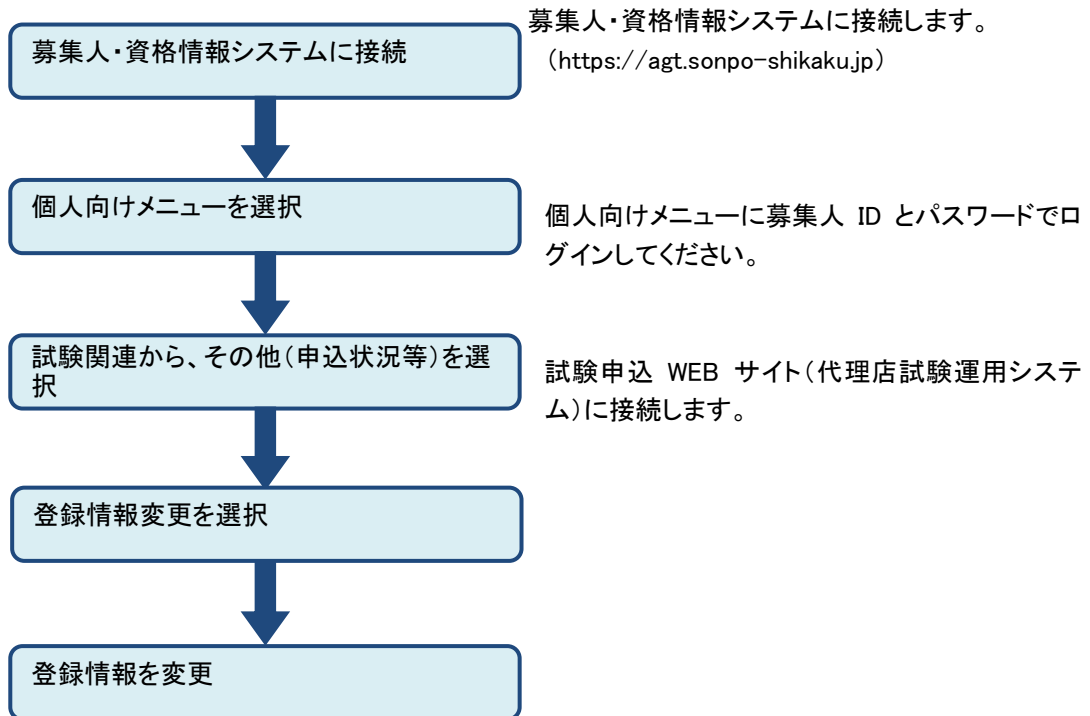 募集人・資格情報システムに接続
募集人・資格情報システムに接続します。
（https://agt.sonpo-shikaku.jp）
個人向けメニューを選択
個人向けメニューに募集人 ID とパスワードでロ
グインしてください。
試験関連から、その他（申込状況等）を選
択
試験申込 WEB サイト（代理店試験運用システ
ム）に接続します。
登録情報変更を選択
登録情報を変更